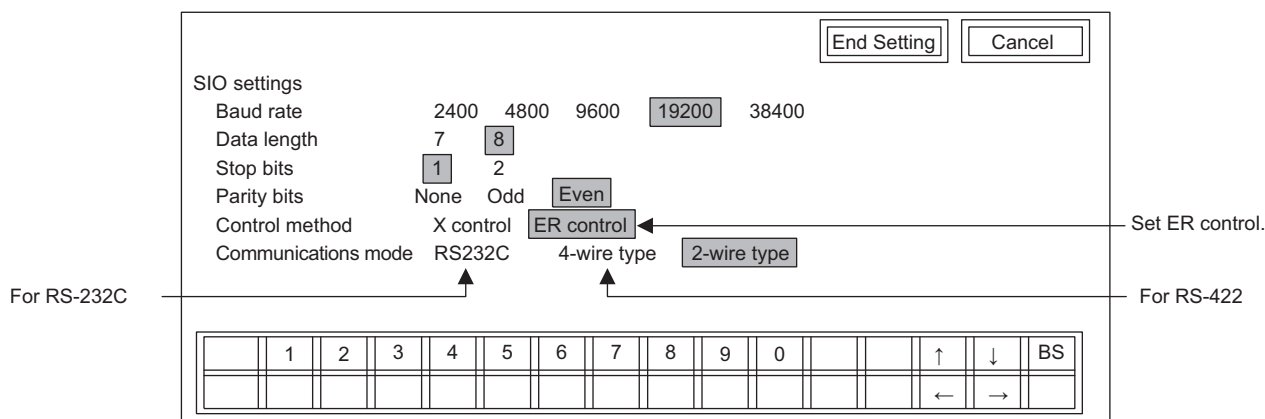 End Setting Cancel
SIO settings
Baud rate 2400 4800 9600 19200 38400
Data length 7 8
Stop bits 1 2
Parity bits None Odd Even
Control method X control ER control Set ER control.
Communications mode RS232C 4-wire type 2-wire type
For RS-232C For RS-422
1 2 3 4 5 6 7 8 9 0 ↑ ↓ BS
← →